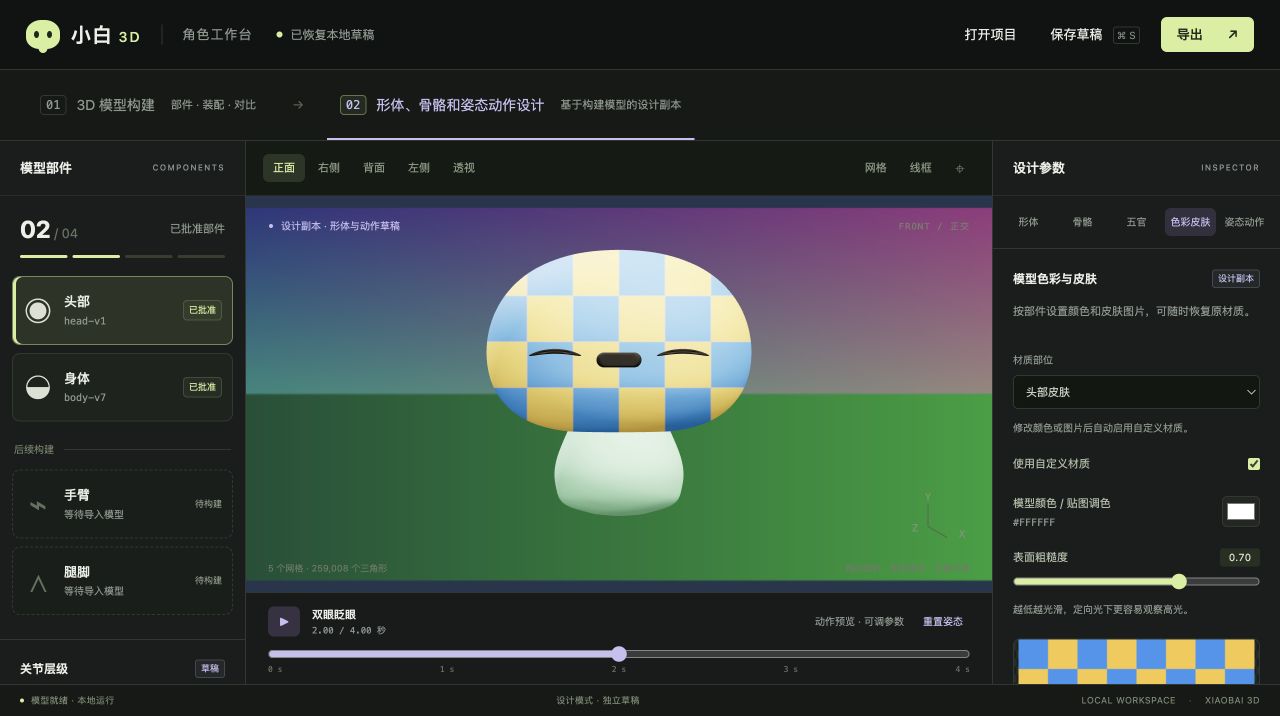 小白 3D
角色工作台
已恢复本地草稿
打开项目
保存草稿 ⌘ S
导出 ↗
01 3D 模型构建 部件 · 装配 · 对比
→
02 形体、骨骼和姿态动作设计 基于构建模型的设计副本
模型部件 COMPONENTS
02 / 04 已批准部件
头部
head-v1
已批准
身体
body-v7
已批准
后续构建
手臂
等待导入模型
待构建
腿脚
等待导入模型
待构建
关节层级 草稿
正面 右侧 背面 左侧 透视
网格 线框
设计副本 · 形体与动作草稿
FRONT / 正交
Y
Z X
5 个网格 · 259,008 个三角形
双眼眨眼
2.00 / 4.00 秒
动作预览 · 可调参数 重置姿态
0 s 1 s 2 s 3 s 4 s
设计参数 INSPECTOR
形体 骨骼 五官 色彩皮肤 姿态动作
模型色彩与皮肤 设计副本
按部件设置颜色和皮肤图片，可随时恢复原材质。
材质部位
头部皮肤
修改颜色或图片后自动启用自定义材质。
使用自定义材质
模型颜色 / 贴图调色
#FFFFFF
表面粗糙度 0.70
越低越光滑，定向光下更容易观察高光。
模型就绪 · 本地运行
设计模式 · 独立草稿
LOCAL WORKSPACE · XIAOBAI 3D